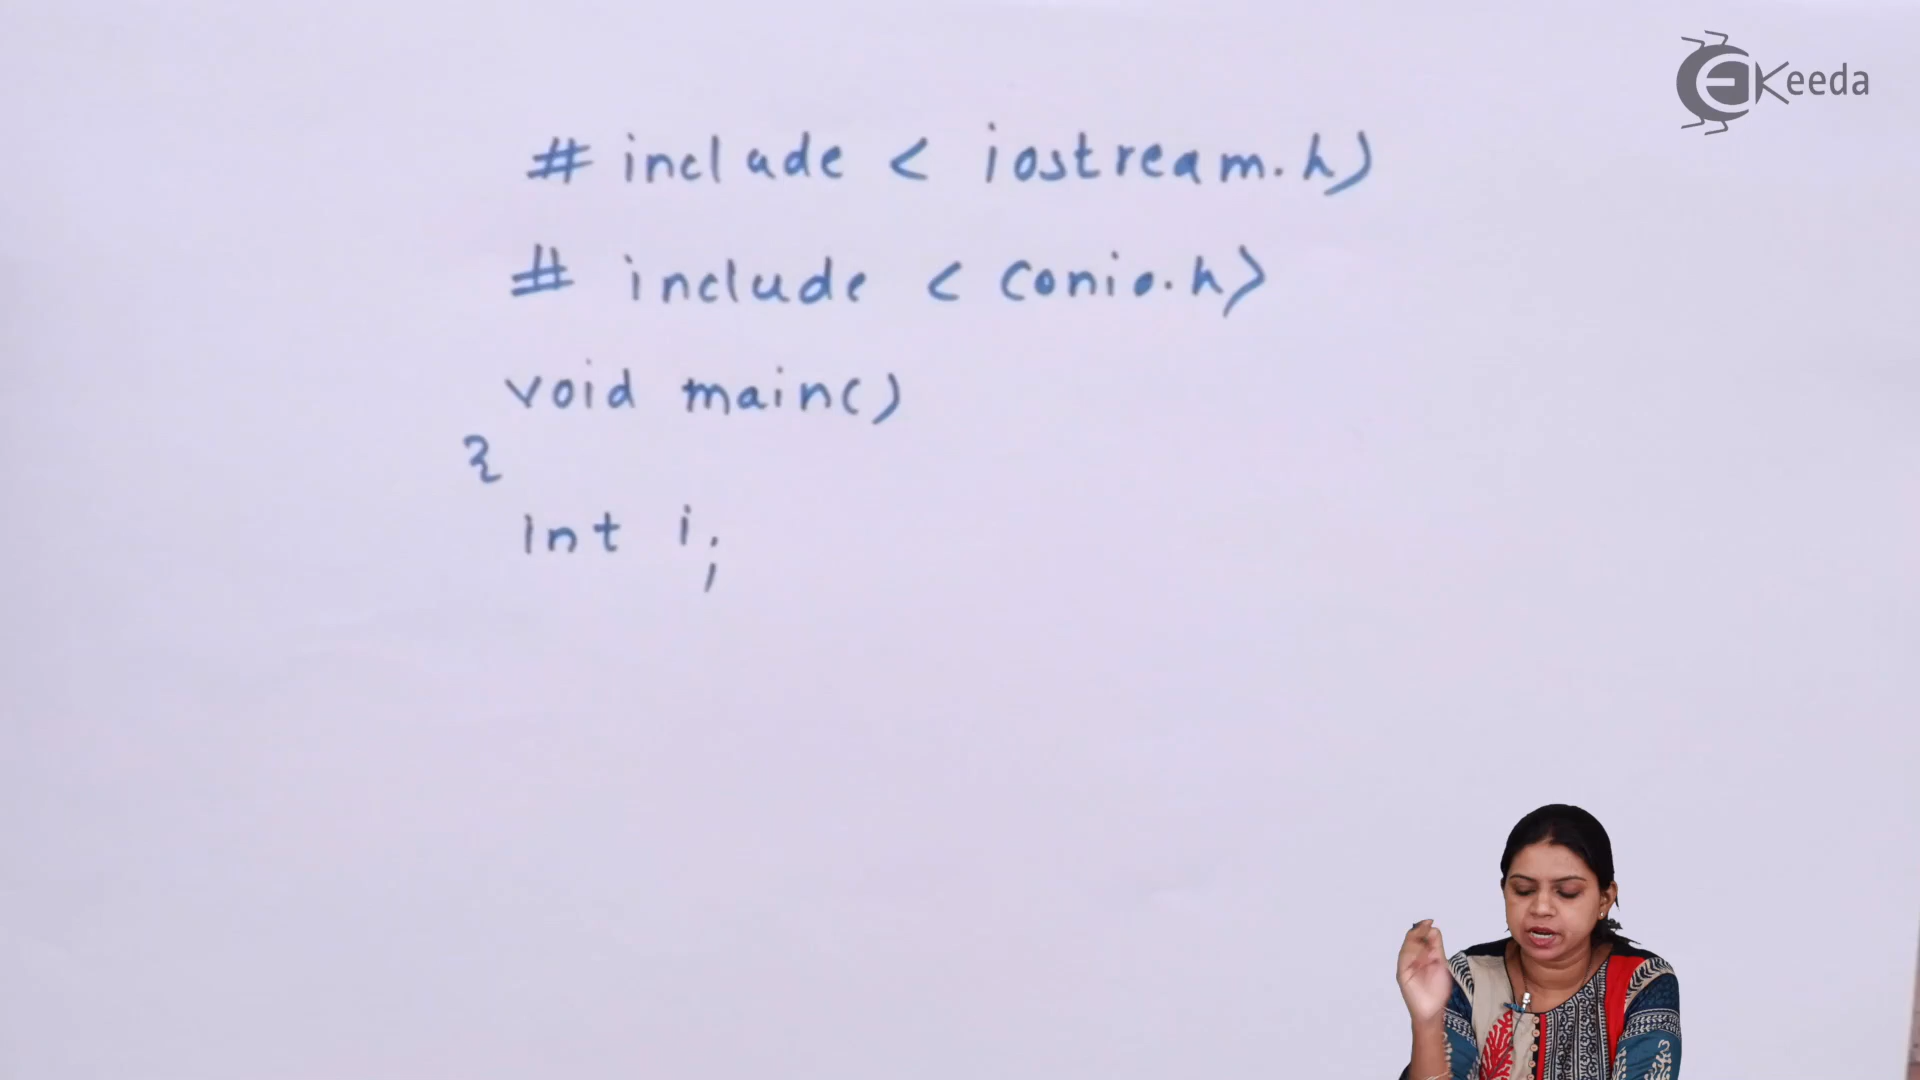 EKeeda
# include < iostream.h)
# include < conio.h>
void main()
{
int i;